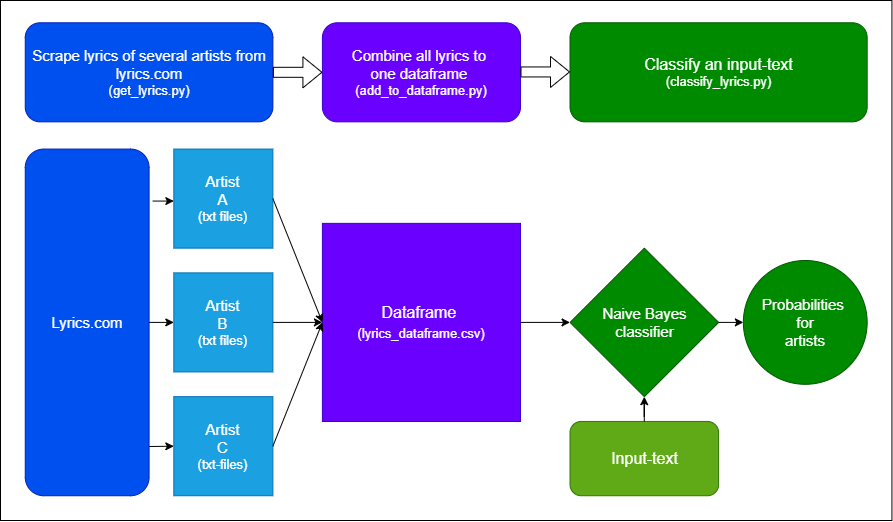 Scrape lyrics of several artists from
lyrics.com
(get_lyrics.py)
Combine all lyrics to
one dataframe
(add_to_dataframe.py)
Classify an input-text
(classify_lyrics.py)
Lyrics.com
Artist
A
(txt files)
Artist
B
(txt files)
Artist
C
(txt-files)
Dataframe
(lyrics_dataframe.csv)
Naive Bayes
classifier
Probabilities
for
artists
Input-text